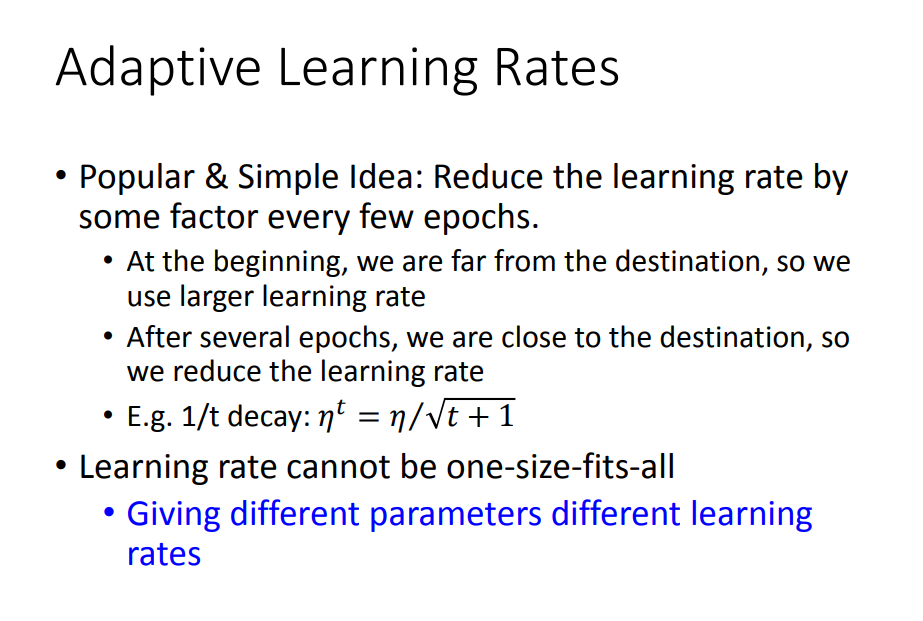 Adaptive Learning Rates
• Popular & Simple Idea: Reduce the learning rate by
some factor every few epochs.
• At the beginning, we are far from the destination, so we
use larger learning rate
• After several epochs, we are close to the destination, so
we reduce the learning rate
• E.g. 1/t decay: 𝜂ᵗ = 𝜂/√(t + 1)
• Learning rate cannot be one-size-fits-all
• Giving different parameters different learning
rates